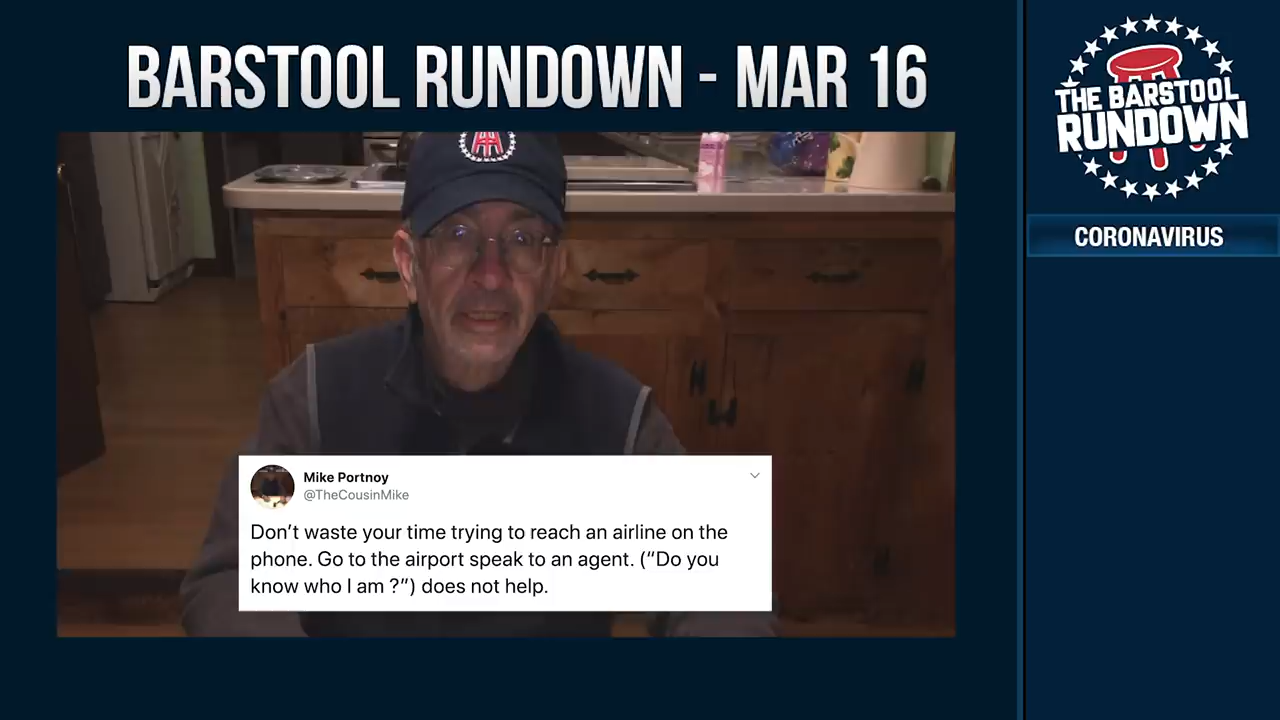 BARSTOOL RUNDOWN - MAR 16
THE BARSTOOL
RUNDOWN
CORONAVIRUS
Mike Portnoy
@TheCousinMike
Don’t waste your time trying to reach an airline on the
phone. Go to the airport speak to an agent. (“Do you
know who I am ?”) does not help.